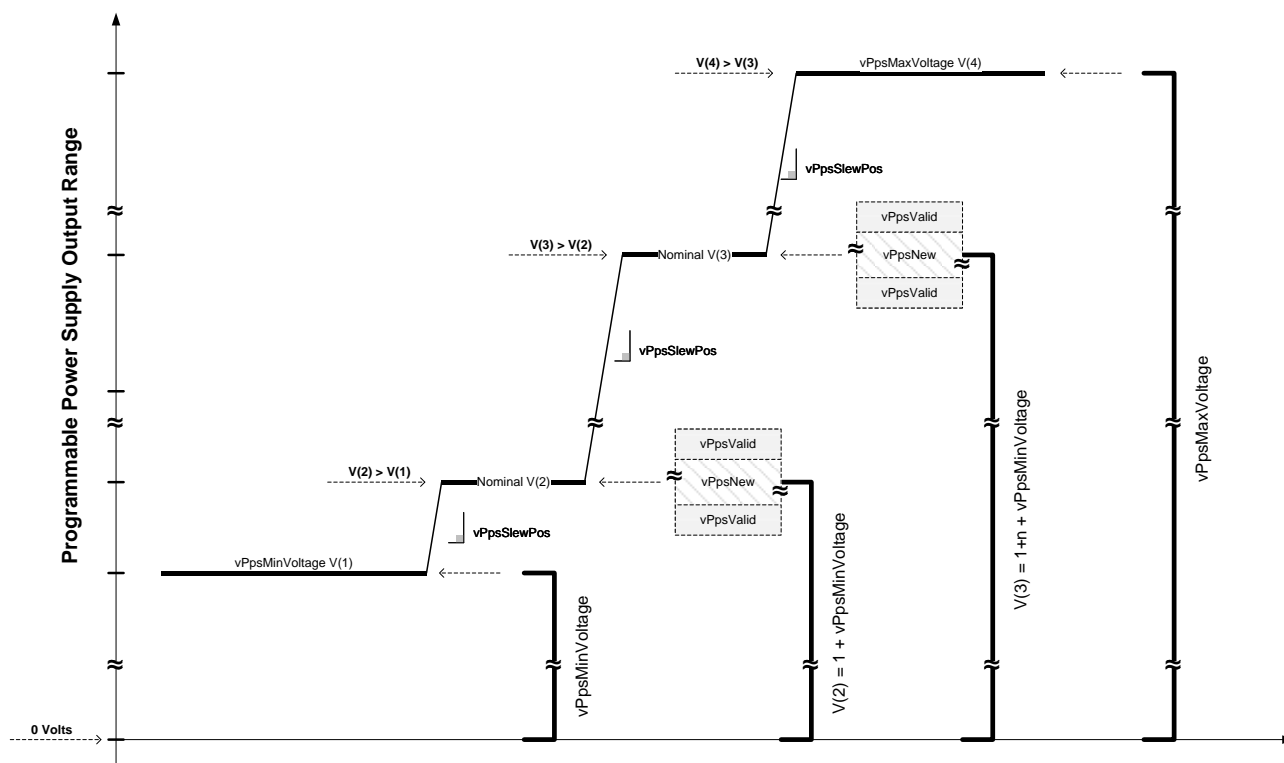 V(4) > V(3)
vPpsMaxVoltage V(4)
Programmable Power Supply Output Range
vPpsSlewPos
vPpsValid
V(3) > V(2)
Nominal V(3)
vPpsNew
vPpsValid
vPpsSlewPos
vPpsMaxVoltage
V(3) = 1+n + vPpsMinVoltage
vPpsValid
V(2) > V(1)
Nominal V(2)
vPpsNew
vPpsValid
vPpsSlewPos
vPpsMinVoltage V(1)
vPpsMinVoltage
V(2) = 1 + vPpsMinVoltage
0 Volts